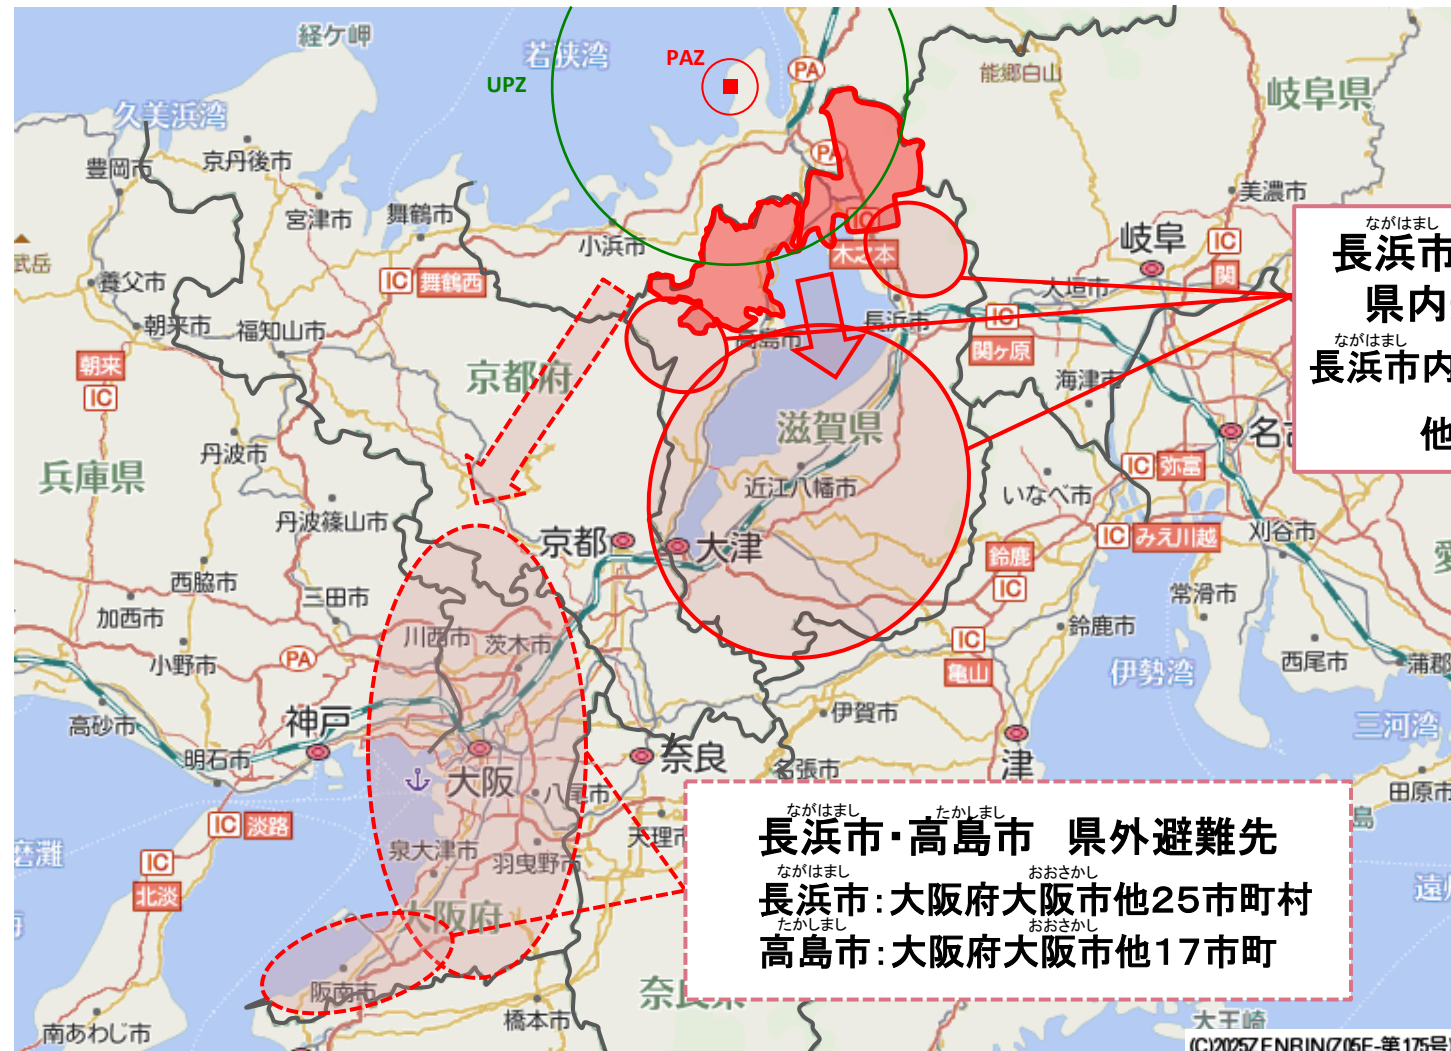 経ケ岬
若狭湾
PAZ
UPZ
PA
能郷白山
岐阜県
久美浜湾
豊岡市
京丹後市
宮津市
舞鶴市
小浜市
PA
IC
木之本
美濃市
岐阜
IC
関
武岳
養父市
IC 舞鶴西
大垣市
長浜市
IC
関ヶ原
朝来市
福知山市
高島市
朝来
IC
京都府
海津市
滋賀県
ながはまし
長浜市
県内
ながはまし
長浜市内
他
兵庫県
丹波市
丹波篠山市
近江八幡市
いなべ市
IC 弥富
京都
大津
IC みえ川越
刈谷市
西脇市
三田市
加西市
鈴鹿
IC
常滑市
川西市
茨木市
小野市
PA
IC
亀山
鈴鹿市
伊勢湾
西尾市
蒲郡
高砂市
神戸
伊賀市
三河湾
明石市
大阪
奈良
名張市
津
八尾市
田原市
IC 淡路
泉大津市
羽曳野市
天理市
IC
北淡
大阪府
ながはまし たかしまし
長浜市・高島市 県外避難先
ながはまし おおさかし
長浜市：大阪府大阪市他25市町村
たかしまし おおさかし
高島市：大阪府大阪市他17市町
阪南市
奈良県
橋本市
南あわじ市
大王崎
(C)2025ZENRIN(Z05E-第175号